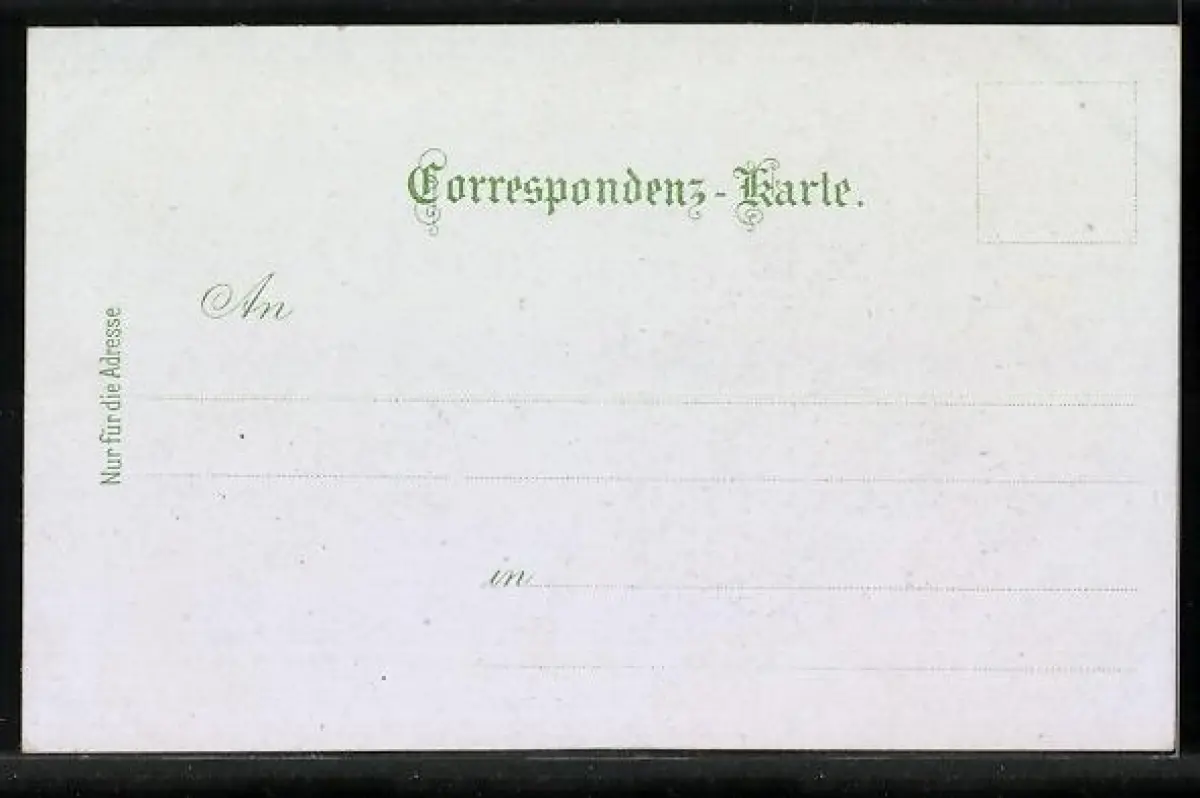 Correspondenz-Karte.
An
Nur für die Adresse
in